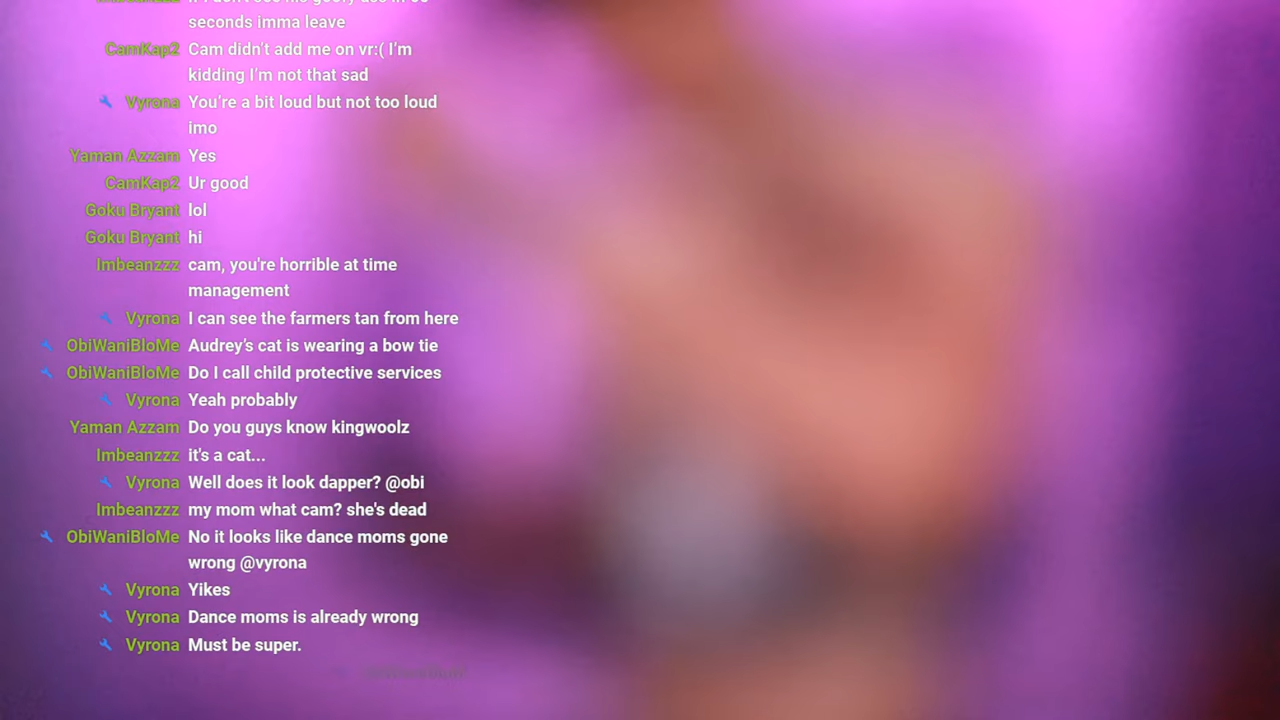 seconds imma leave
CamKap2 Cam didn't add me on vr:( I'm
kidding I'm not that sad
Vyrona You're a bit loud but not too loud
imo
Yaman Azzam Yes
CamKap2 Ur good
Goku Bryant lol
Goku Bryant hi
Imbeanzzz cam, you're horrible at time
management
Vyrona I can see the farmers tan from here
ObiWaniBloMe Audrey's cat is wearing a bow tie
ObiWaniBloMe Do I call child protective services
Vyrona Yeah probably
Yaman Azzam Do you guys know kingwoolz
Imbeanzzz it's a cat...
Vyrona Well does it look dapper? @obi
Imbeanzzz my mom what cam? she's dead
ObiWaniBloMe No it looks like dance moms gone
wrong @vyrona
Vyrona Yikes
Vyrona Dance moms is already wrong
Vyrona Must be super.